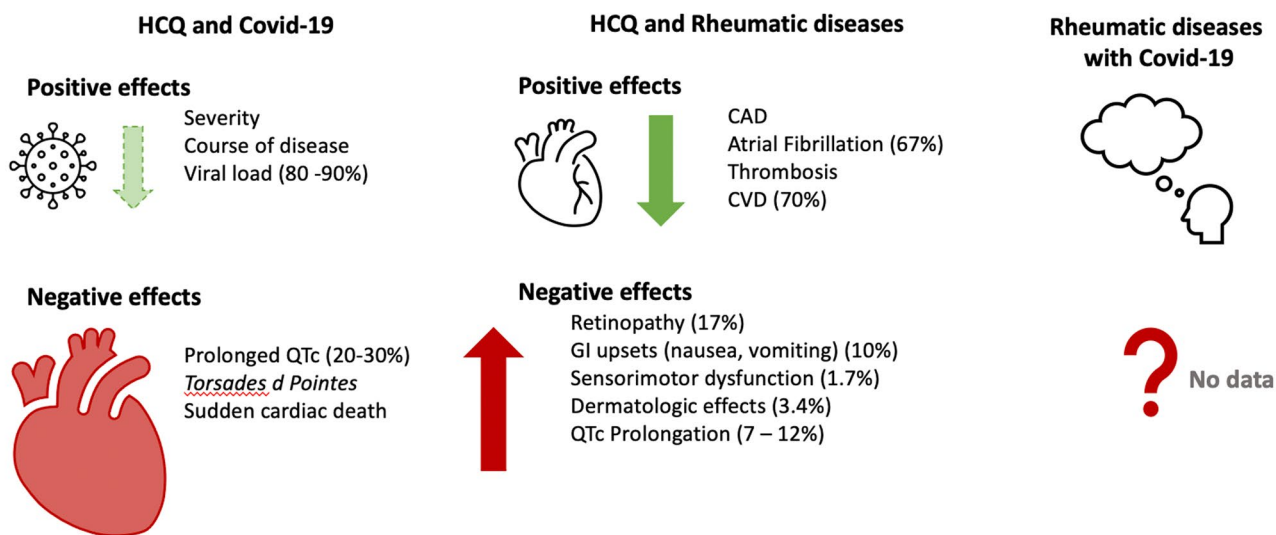 HCQ and Covid-19
Positive effects
Severity
Course of disease
Viral load (80 -90%)
Negative effects
Prolonged QTc (20-30%)
Torsades d Pointes
Sudden cardiac death
HCQ and Rheumatic diseases
Positive effects
CAD
Atrial Fibrillation (67%)
Thrombosis
CVD (70%)
Negative effects
Retinopathy (17%)
GI upsets (nausea, vomiting) (10%)
Sensorimotor dysfunction (1.7%)
Dermatologic effects (3.4%)
QTc Prolongation (7 – 12%)
Rheumatic diseases
with Covid-19
?
No data